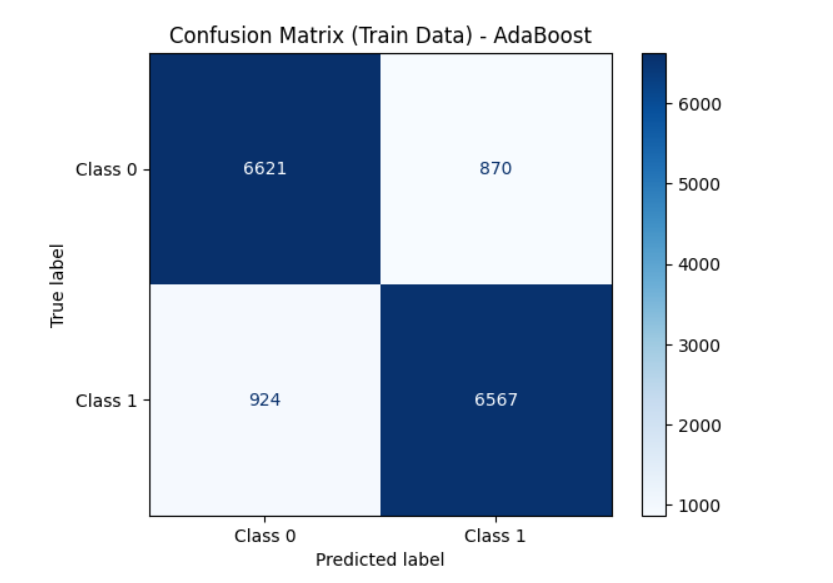 Confusion Matrix (Train Data) - AdaBoost
True label
Class 0
6621
870
Class 1
924
6567
Class 0
Class 1
Predicted label
6000
5000
4000
3000
2000
1000